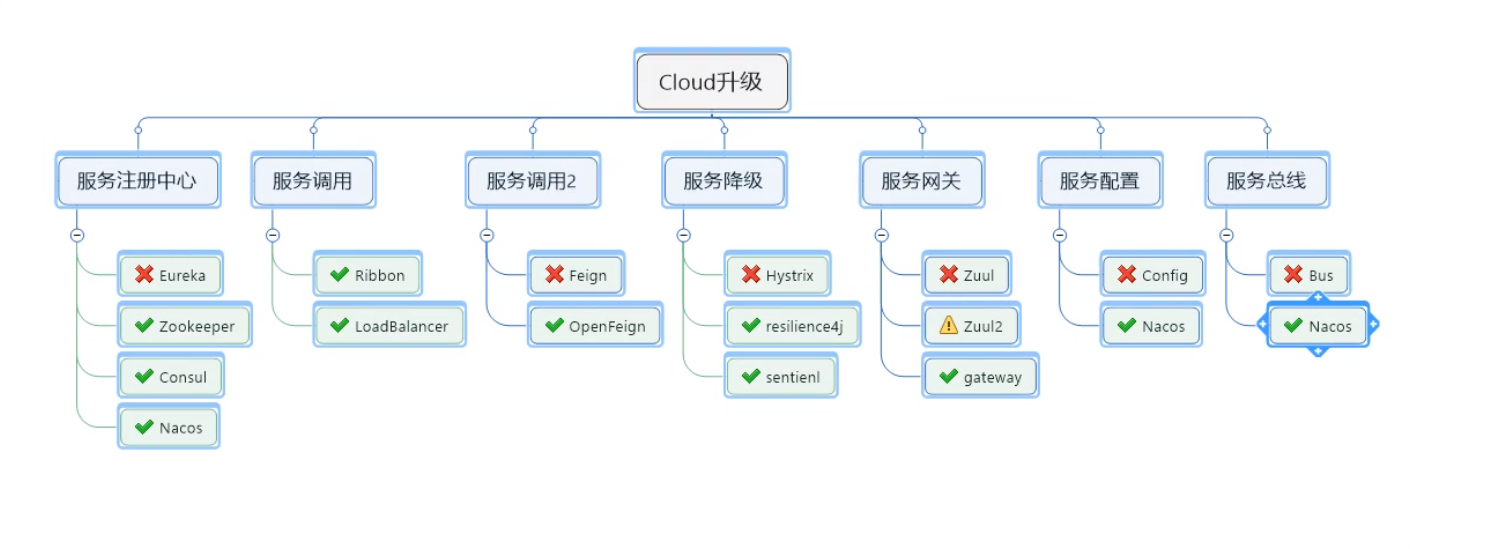 Cloud升级
服务注册中心
服务调用
服务调用2
服务降级
服务网关
服务配置
服务总线
Eureka
Ribbon
Feign
Hystrix
Zuul
Config
Bus
Zookeeper
LoadBalancer
OpenFeign
resilience4j
Zuul2
Nacos
Nacos
Consul
sentienl
gateway
Nacos